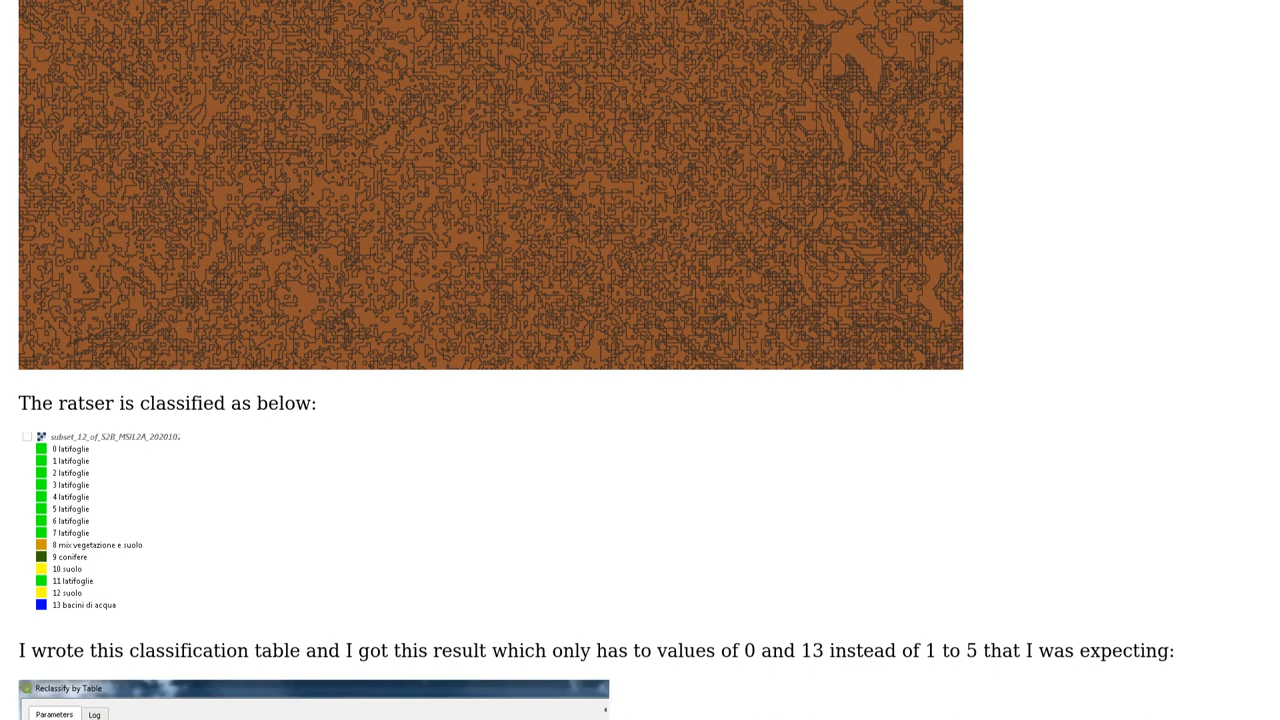 The ratser is classified as below:
subset_12_of_S2B_MSIL2A_202010
0 latifoglie
1 latifoglie
2 latifoglie
3 latifoglie
4 latifoglie
5 latifoglie
6 latifoglie
7 latifoglie
8 mix vegetazione e suolo
9 conifere
10 suolo
11 latifoglie
12 suolo
13 bacini di acqua
I wrote this classification table and I got this result which only has to values of 0 and 13 instead of 1 to 5 that I was expecting:
Reclassify by Table
Parameters Log